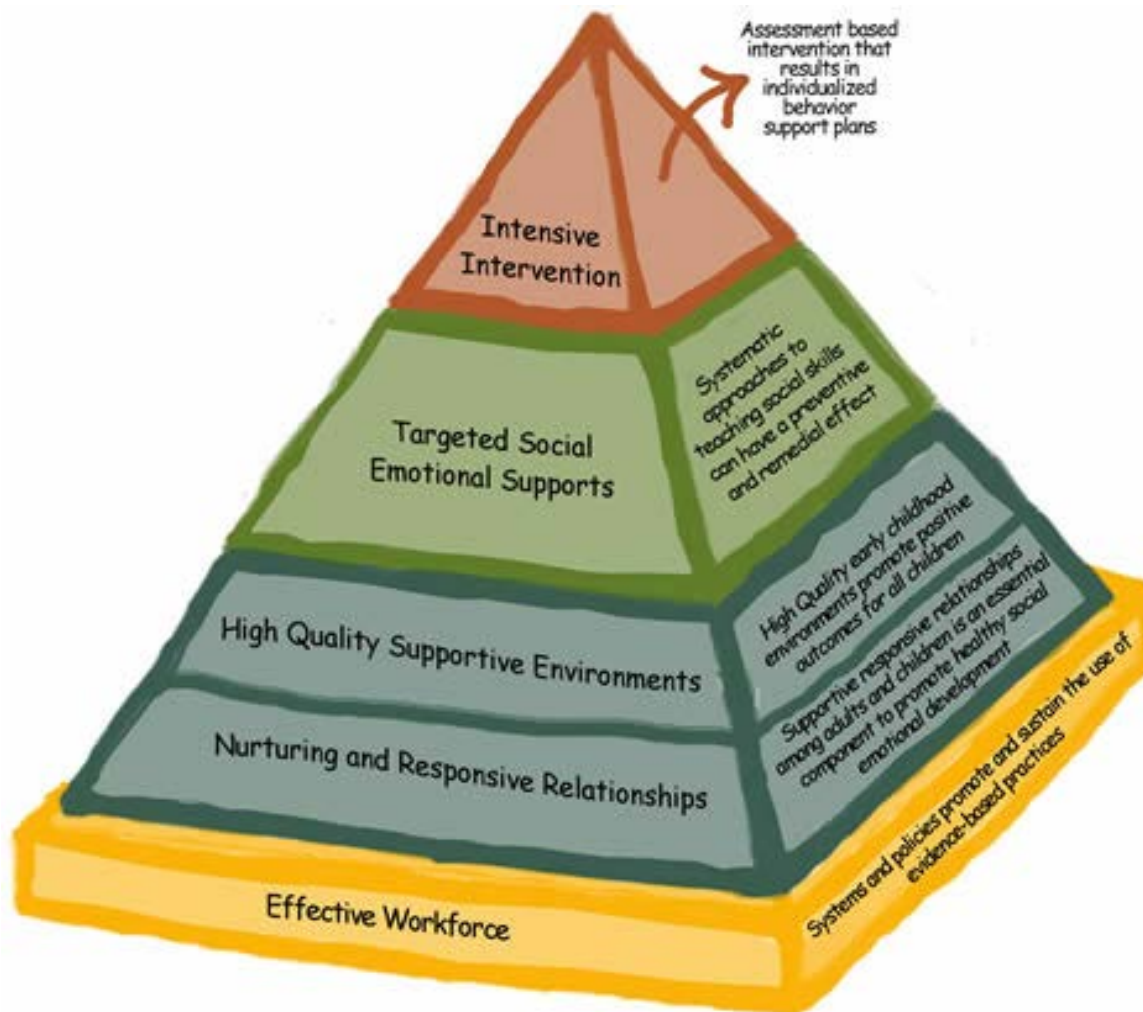 Assessment based
intervention that
results in
individualized
behavior
support plans
Intensive
Intervention
Systematic
approaches to
teaching social skills
can have a preventive
and remedial effect
Targeted Social
Emotional Supports
High Quality early childhood
environments promote positive
outcomes for all children
High Quality Supportive Environments
Supportive responsive relationships
among adults and children is an essential
component to promote healthy social
emotional development
Nurturing and Responsive Relationships
Systems and policies promote and sustain the use of
evidence-based practices
Effective Workforce